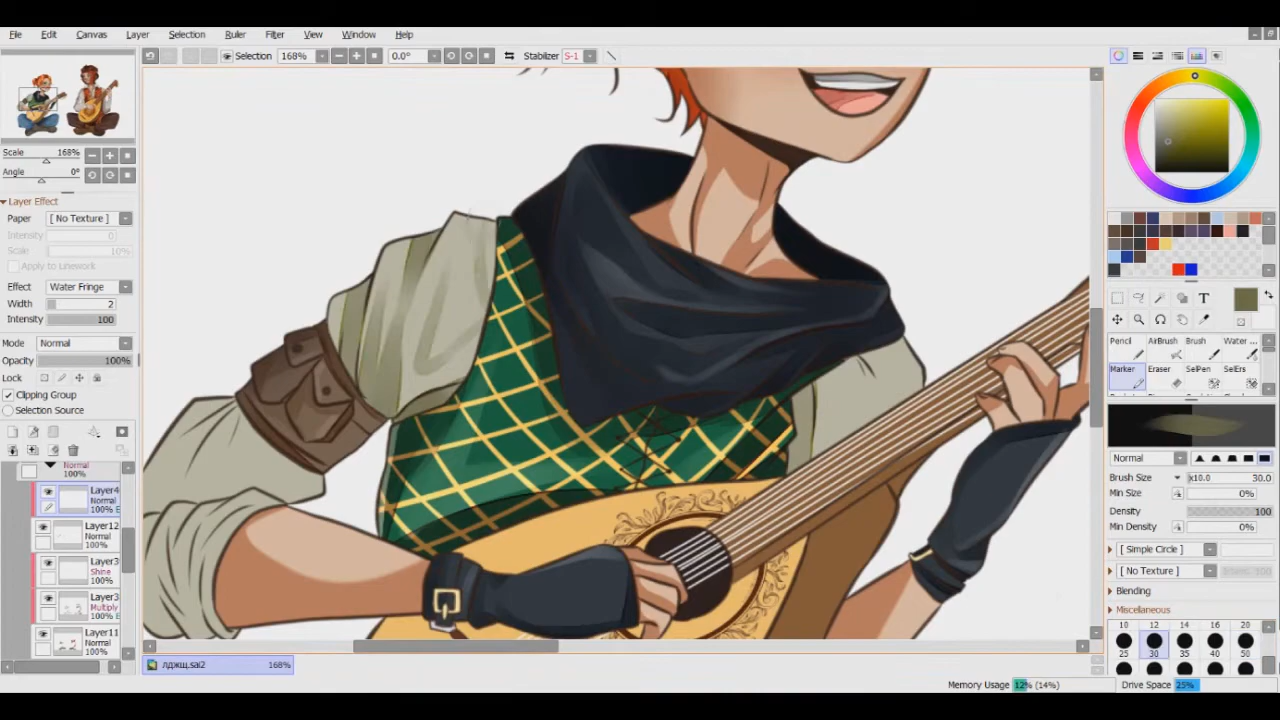 File Edit Canvas Layer Selection Ruler Filter View Window Help
Selection 168% 0.0° Stabilizer S-1
Scale 168%
Angle 0°
Layer Effect
Paper [ No Texture ]
Intensity 0
Scale 10%
Apply to Linework
Effect Water Fringe
Width 2
Intensity 100
Mode Normal
Opacity 100%
Lock
Clipping Group
Selection Source
Normal
100%
Layer4
Normal
100% E
Layer12
Normal
100%
Layer3
Shine
100%
Layer3
Multiply
100% E
Layer11
Normal
100%
T
Pencil AirBrush Brush Water ...
Marker Eraser SelPen SelErs
Normal
Brush Size x10.0 30.0
Min Size 0%
Density 100
Min Density 0%
[ Simple Circle ]
[ No Texture ]
Blending
Miscellaneous
10 12 14 16 20
25 30 35 40 50
лджщ.sai2 168%
Memory Usage 12% (14%) Drive Space 25%